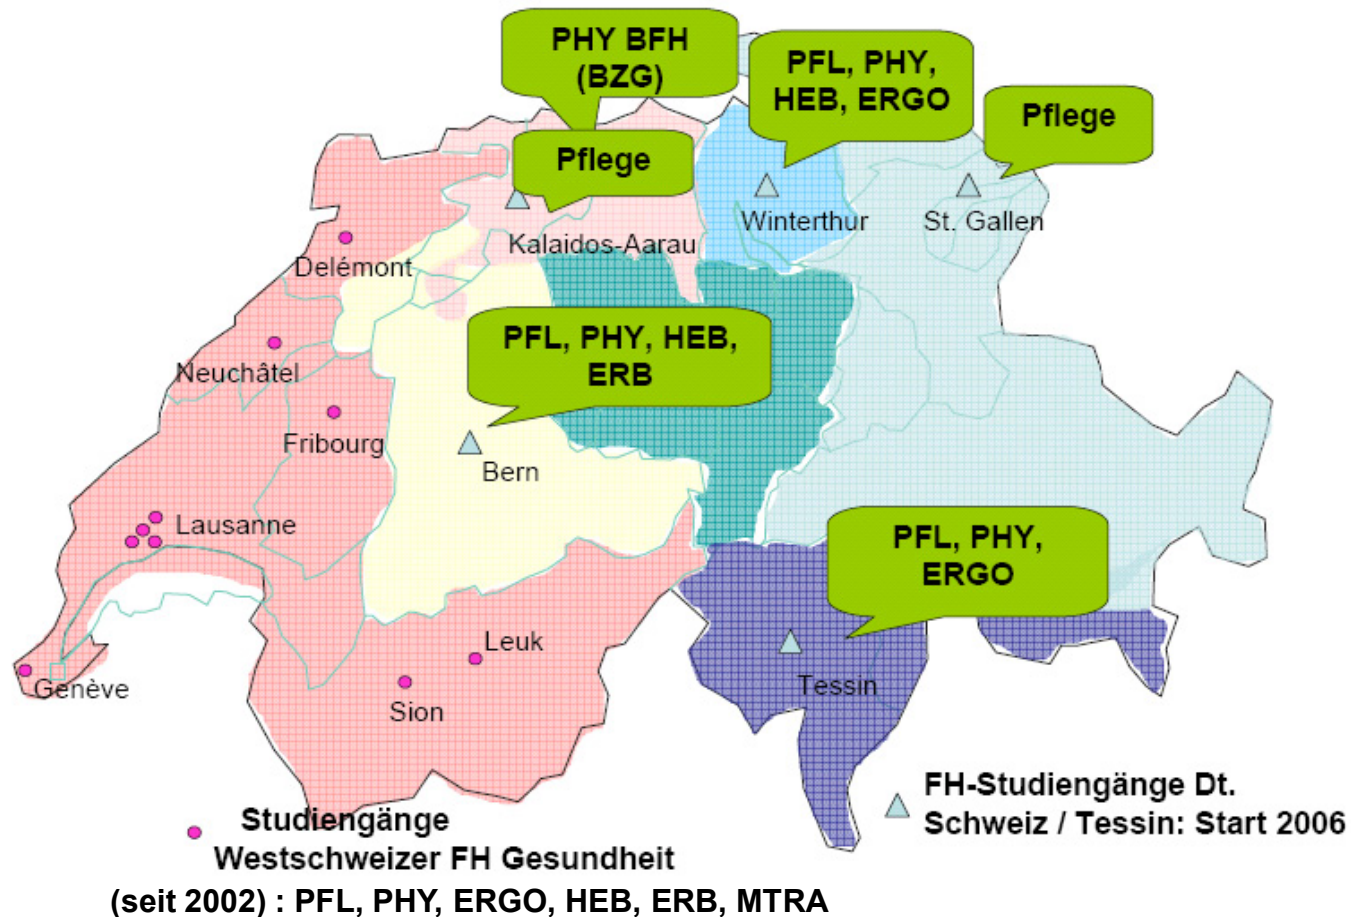 PHY BFH
(BZG)
PFL, PHY,
HEB, ERGO
Pflege
Pflege
Winterthur
St. Gallen
Kalaidos-Aarau
Delémont
PFL, PHY, HEB,
ERB
Neuchâtel
Fribourg
Bern
Lausanne
PFL, PHY,
ERGO
Leuk
Genève
Sion
Tessin
FH-Studiengänge Dt.
Schweiz / Tessin: Start 2006
Studiengänge
Westschweizer FH Gesundheit
(seit 2002) : PFL, PHY, ERGO, HEB, ERB, MTRA